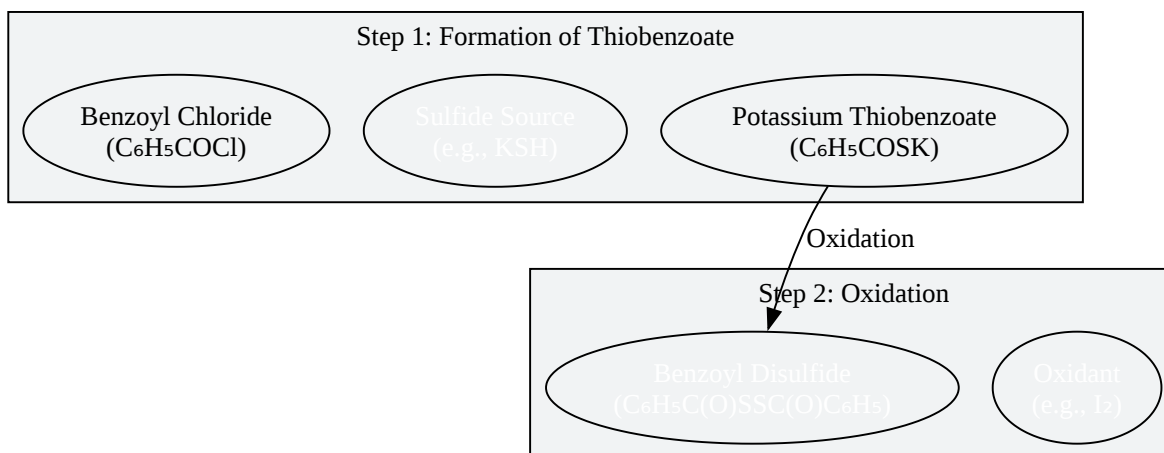 Step 1: Formation of Thiobenzoate
Benzoyl Chloride
(C₆H₅COCl)
Sulfide Source
(e.g., KSH)
Potassium Thiobenzoate
(C₆H₅COSK)
Oxidation
Step 2: Oxidation
Benzoyl Disulfide
(C₆H₅C(O)SSC(O)C₆H₅)
Oxidant
(e.g., I₂)